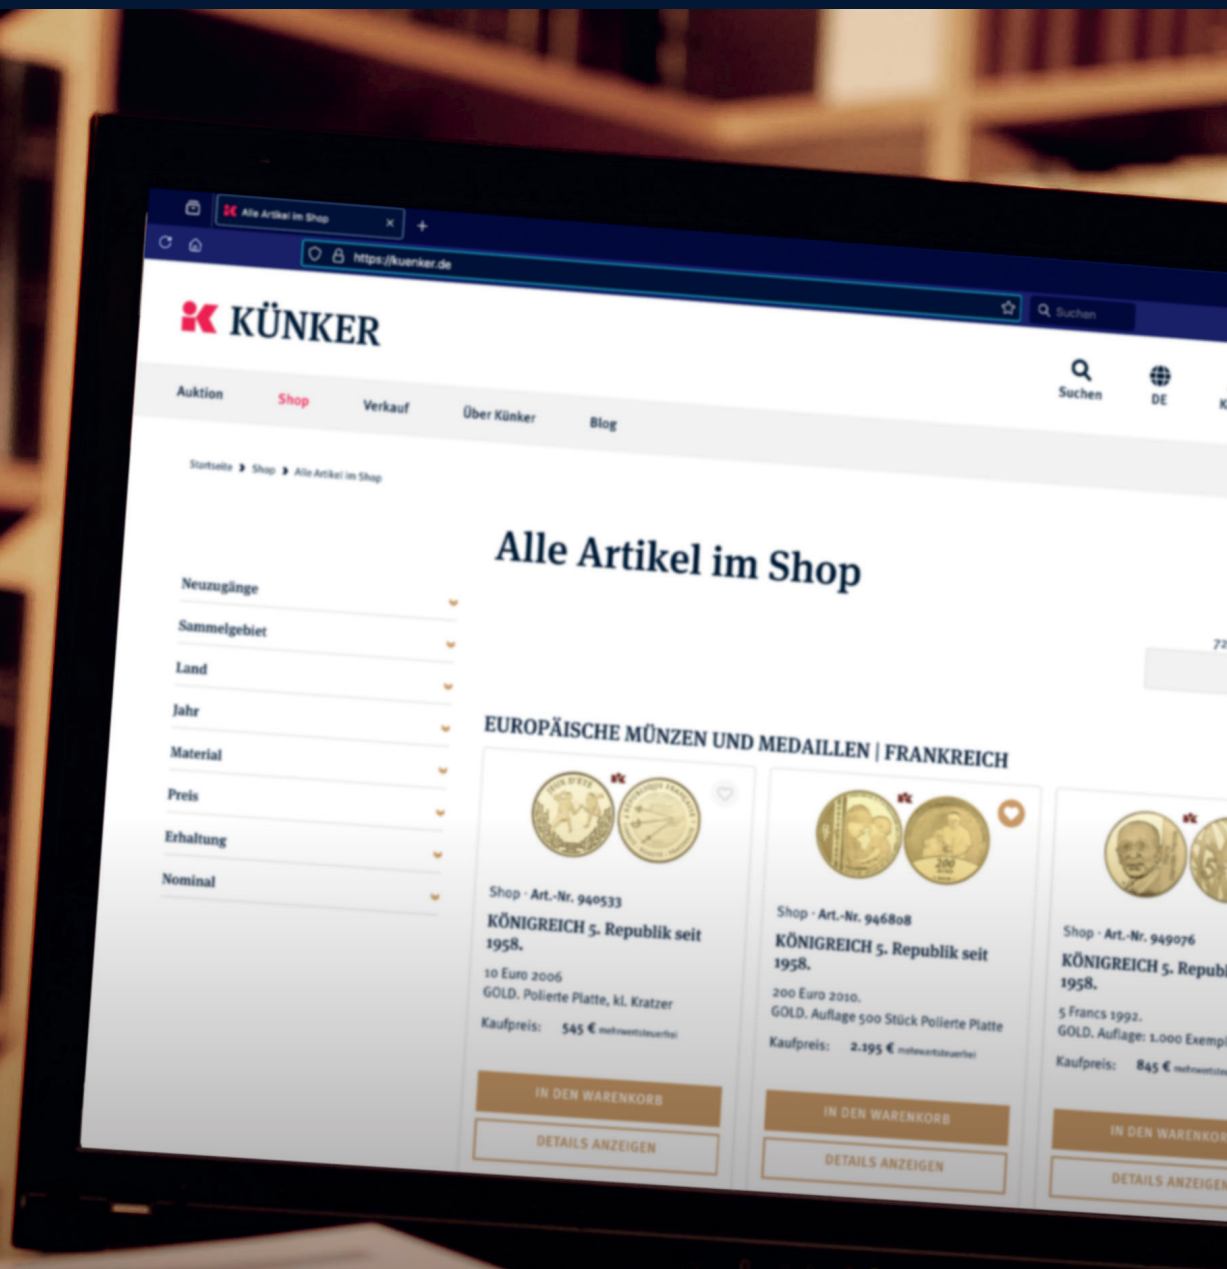 Alle Artikel im Shop
https://kuenker.de
Suchen
KÜNKER
Suchen
DE
Auktion Shop Verkauf Über Künker Blog
Startseite Shop Alle Artikel im Shop
Alle Artikel im Shop
72
Neuzugänge
Sammelgebiet
Land
Jahr
Material
Preis
Erhaltung
Nominal
EUROPÄISCHE MÜNZEN UND MEDAILLEN | FRANKREICH
Shop · Art.-Nr. 940533
KÖNIGREICH 5. Republik seit
1958.
10 Euro 2006
GOLD. Polierte Platte, kl. Kratzer
Kaufpreis: 545 € mehrwertsteuerfrei
IN DEN WARENKORB
DETAILS ANZEIGEN
200
Shop · Art.-Nr. 946808
KÖNIGREICH 5. Republik seit
1958.
200 Euro 2010.
GOLD. Auflage 500 Stück Polierte Platte
Kaufpreis: 2.195 € mehrwertsteuerfrei
IN DEN WARENKORB
DETAILS ANZEIGEN
Shop · Art.-Nr. 949076
KÖNIGREICH 5. Republ
1958.
5 Francs 1992.
GOLD. Auflage: 1.000 Exempl
Kaufpreis: 845 €
IN DEN WARENKOR
DETAILS ANZEIGEN